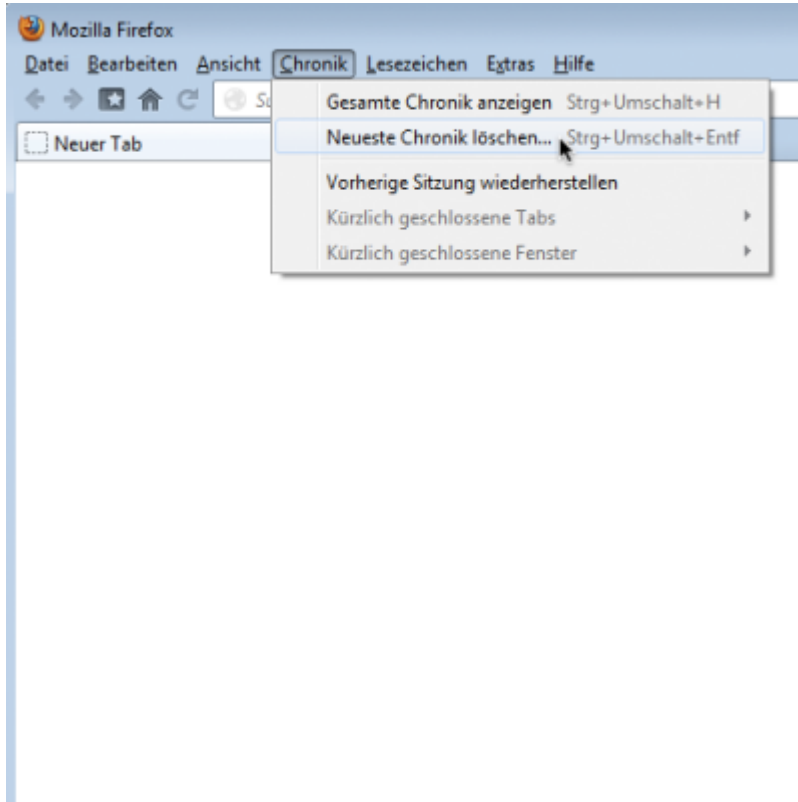 Mozilla Firefox
Datei Bearbeiten Ansicht Chronik Lesezeichen Extras Hilfe
Gesamte Chronik anzeigen Strg+Umschalt+H
Neueste Chronik löschen... Strg+Umschalt+Entf
Neuer Tab
Vorherige Sitzung wiederherstellen
Kürzlich geschlossene Tabs
Kürzlich geschlossene Fenster